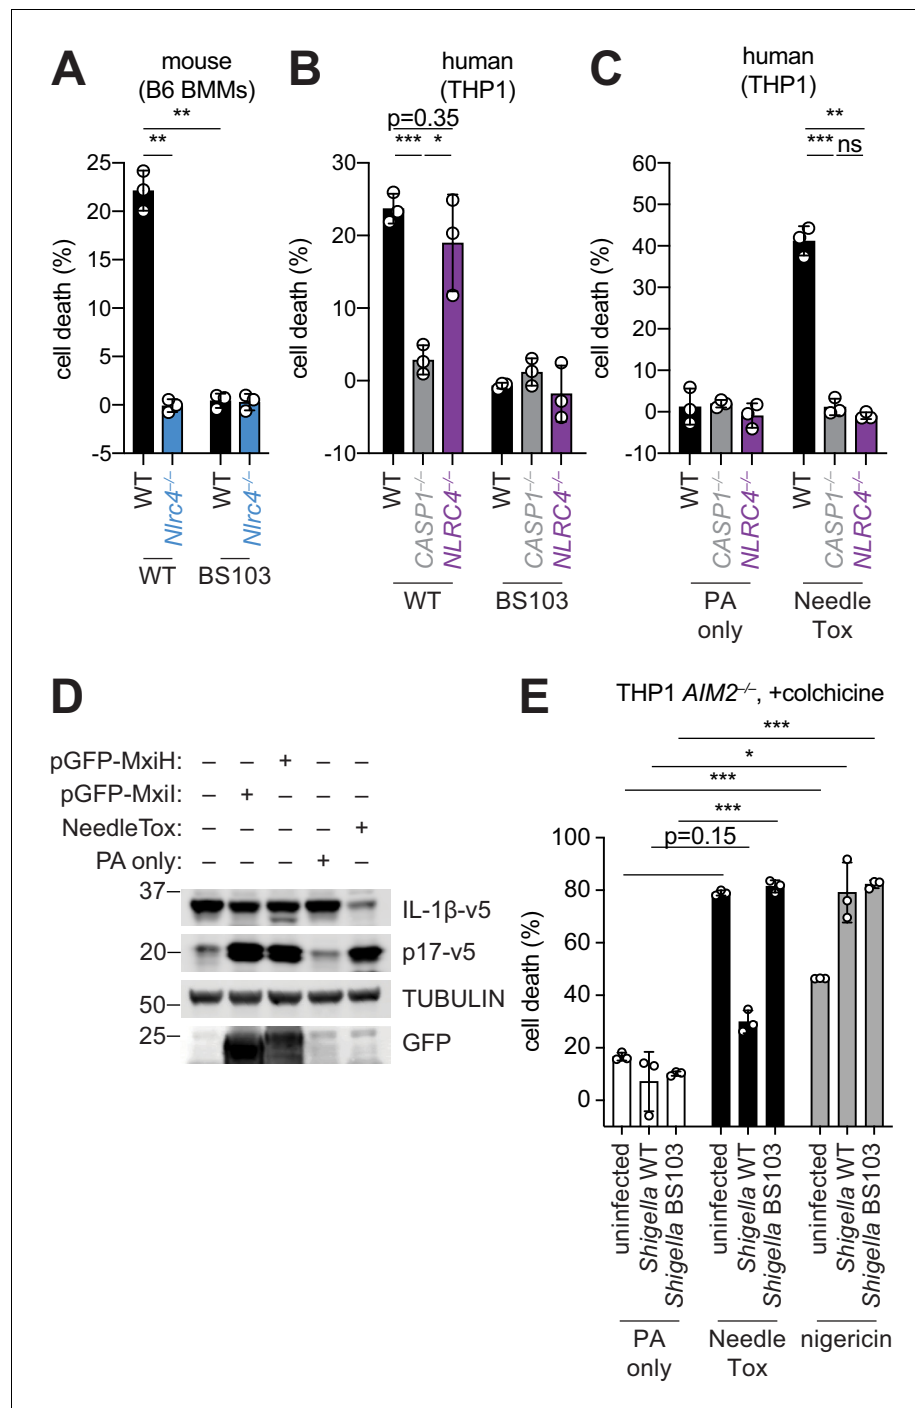 A
mouse
(B6 BMMs)
**
**
cell death (%)
25
20
15
10
5
0
-5
WT
Nlrc4–/–
WT
Nlrc4–/–
WT
BS103
B
human
(THP1)
p=0.35
***
*
cell death (%)
30
20
10
0
-10
WT
CASP1–/–
NLRC4–/–
WT
CASP1–/–
NLRC4–/–
WT
BS103
C
human
(THP1)
**
***
ns
cell death (%)
60
50
40
30
20
10
0
-10
WT
CASP1–/–
NLRC4–/–
WT
CASP1–/–
NLRC4–/–
PA
only
Needle
Tox
D
pGFP-MxiH: – – + – –
pGFP-MxiI: – + – – –
NeedleTox: – – – – +
PA only: – – – + –
37–
IL-1β-v5
20–
p17-v5
50–
TUBULIN
25–
GFP
E
THP1 AIM2–/–, +colchicine
***
*
***
***
p=0.15
cell death (%)
100
80
60
40
20
0
uninfected
Shigella WT
Shigella BS103
uninfected
Shigella WT
Shigella BS103
uninfected
Shigella WT
Shigella BS103
PA
only
Needle
Tox
nigericin